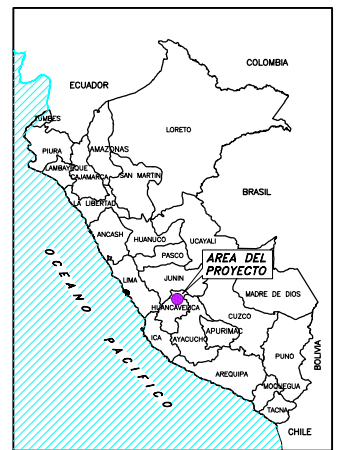 COLOMBIA
ECUADOR
TUMBES
LORETO
PIURA
AMAZONAS
LAMBAYEQUE
CAJAMARCA
SAN MARTIN
BRASIL
LA LIBERTAD
ANCASH
HUANUCO
UCAYALI
PASCO
AREA DEL
PROYECTO
LIMA
JUNIN
MADRE DE DIOS
HUANCAVELICA
CUZCO
ICA
AYACUCHO
APURIMAC
PUNO
AREQUIPA
BOLIVIA
MOQUEGUA
TACNA
CHILE
OCEANO PACIFICO